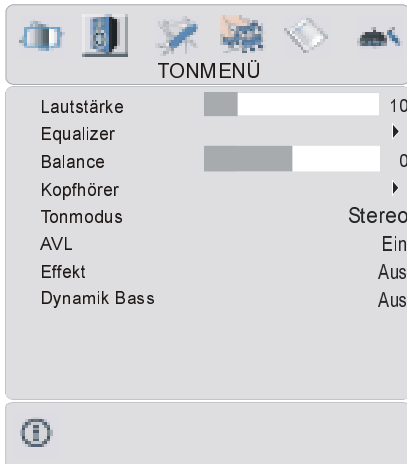 TONMENÜ
Lautstärke 10
Equalizer
Balance 0
Kopfhörer
Tonmodus Stereo
AVL Ein
Effekt Aus
Dynamik Bass Aus